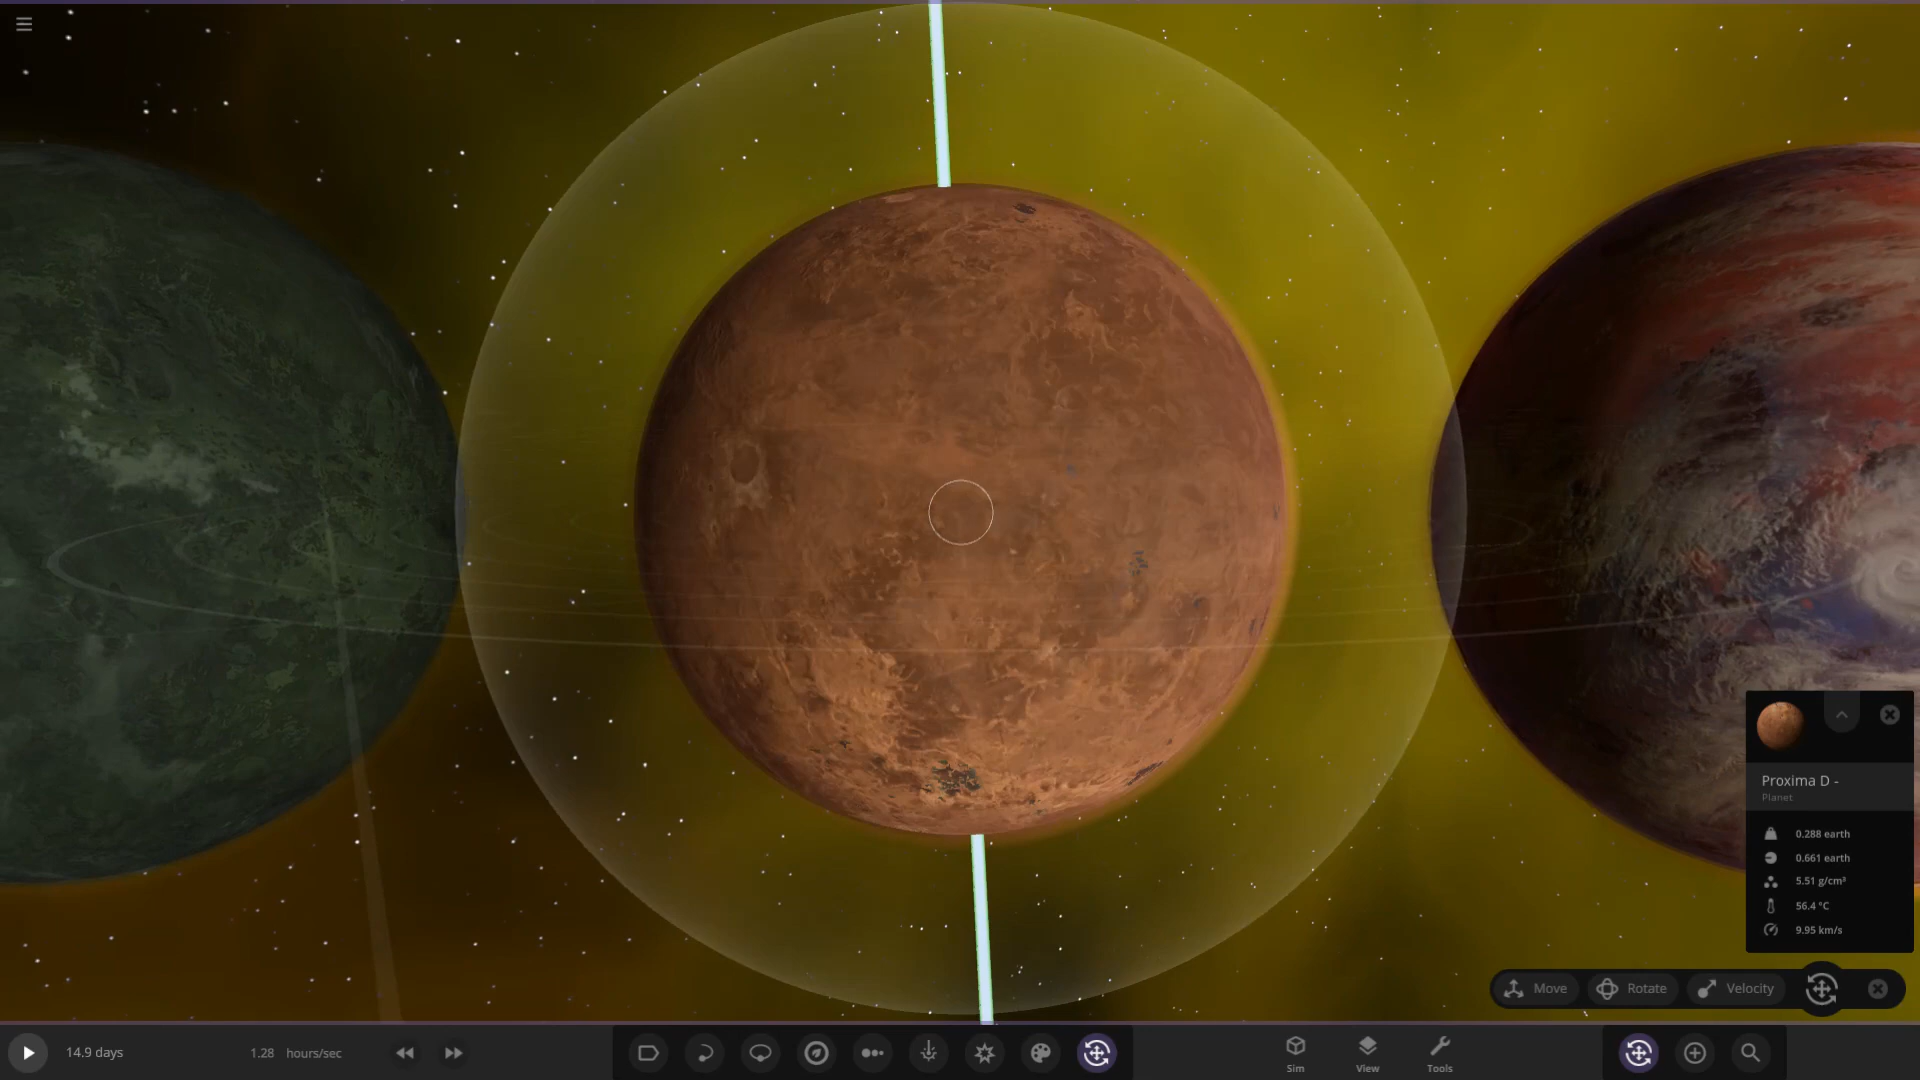 Proxima D -
Planet
0.288 earth
0.661 earth
5.51 g/cm³
56.4 °C
9.95 km/s
Move Rotate Velocity
14.9 days 1.28 hours/sec Sim View Tools